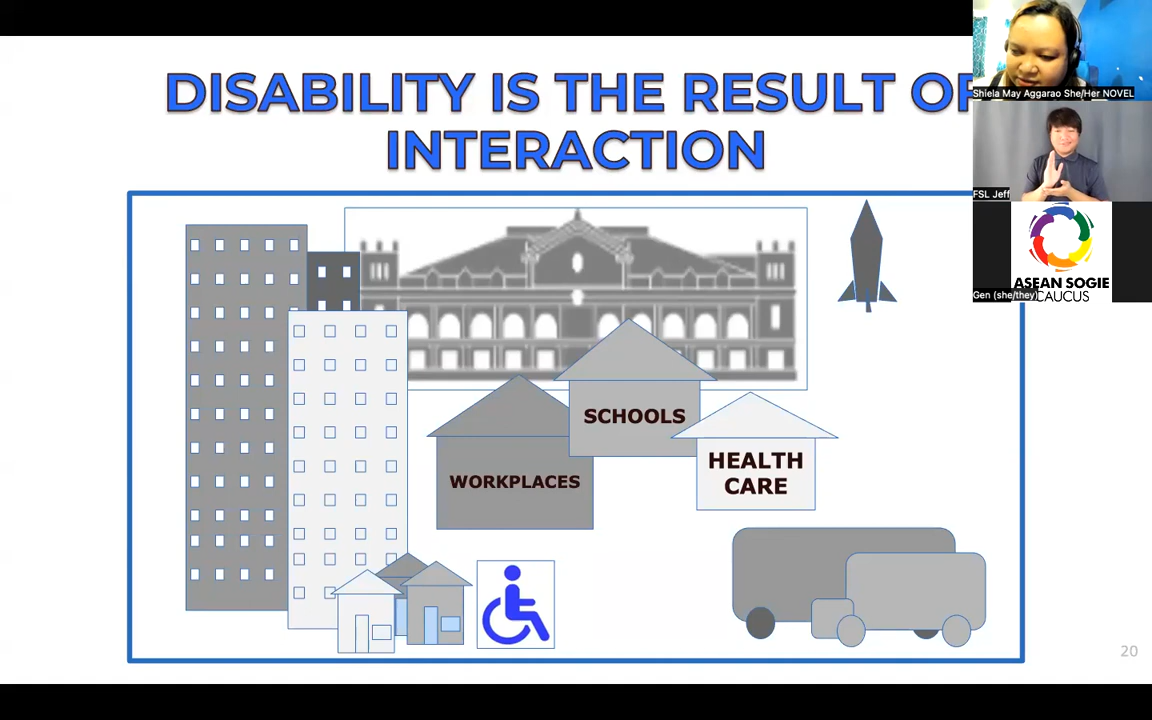 DISABILITY IS THE RESULT OF
INTERACTION
SCHOOLS
WORKPLACES
HEALTH
CARE
20
Shiela May Aggarao She/Her NOVEL
FSL Jeff
ASEAN SOGIE
CAUCUS
Gen (she/they)